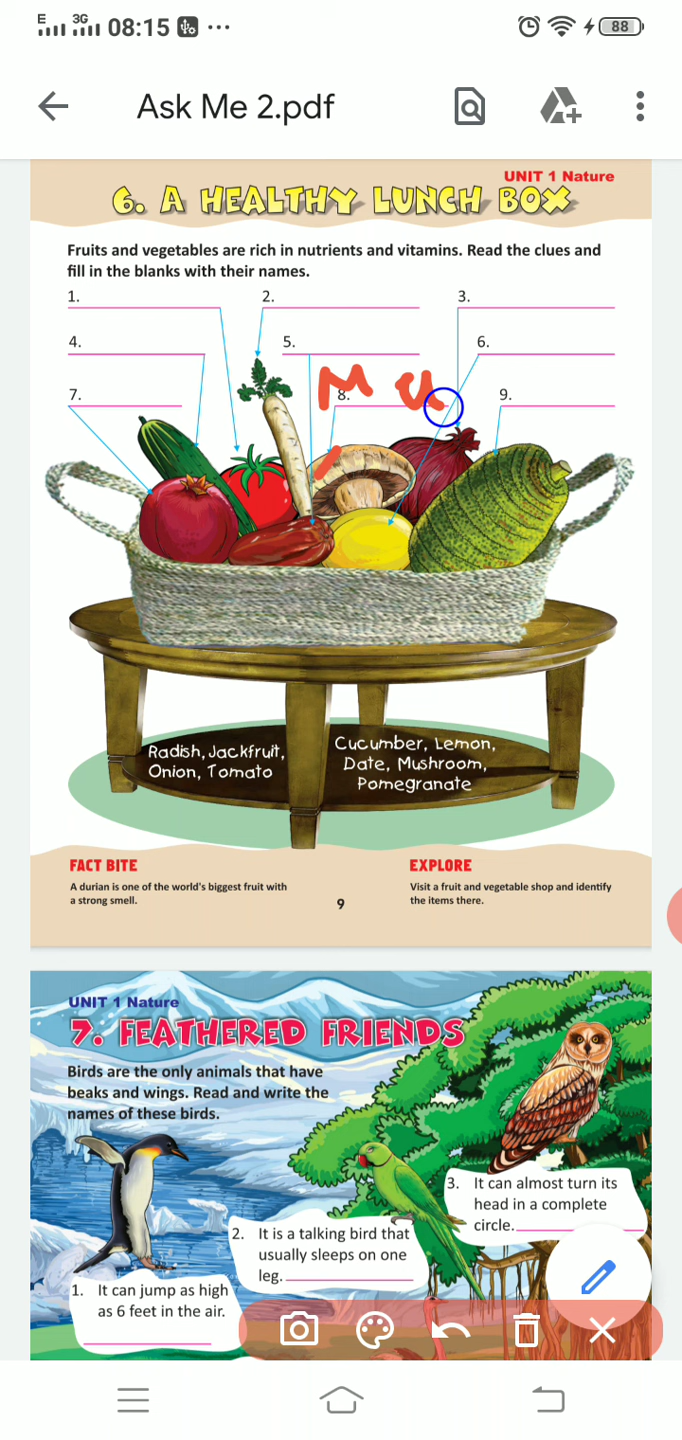 E 3G 08:15 88
Ask Me 2.pdf
UNIT 1 Nature
6. A HEALTHY LUNCH BOX
Fruits and vegetables are rich in nutrients and vitamins. Read the clues and
fill in the blanks with their names.
1. 2. 3.
4. 5. 6.
M u
7. 8. 9.
Radish, Jackfruit,
Onion, Tomato
Cucumber, Lemon,
Date, Mushroom,
Pomegranate
FACT BITE
A durian is one of the world's biggest fruit with
a strong smell.
9
EXPLORE
Visit a fruit and vegetable shop and identify
the items there.
UNIT 1 Nature
7. FEATHERED FRIENDS
Birds are the only animals that have
beaks and wings. Read and write the
names of these birds.
3. It can almost turn its
head in a complete
circle.
2. It is a talking bird that
usually sleeps on one
leg.
1. It can jump as high
as 6 feet in the air.